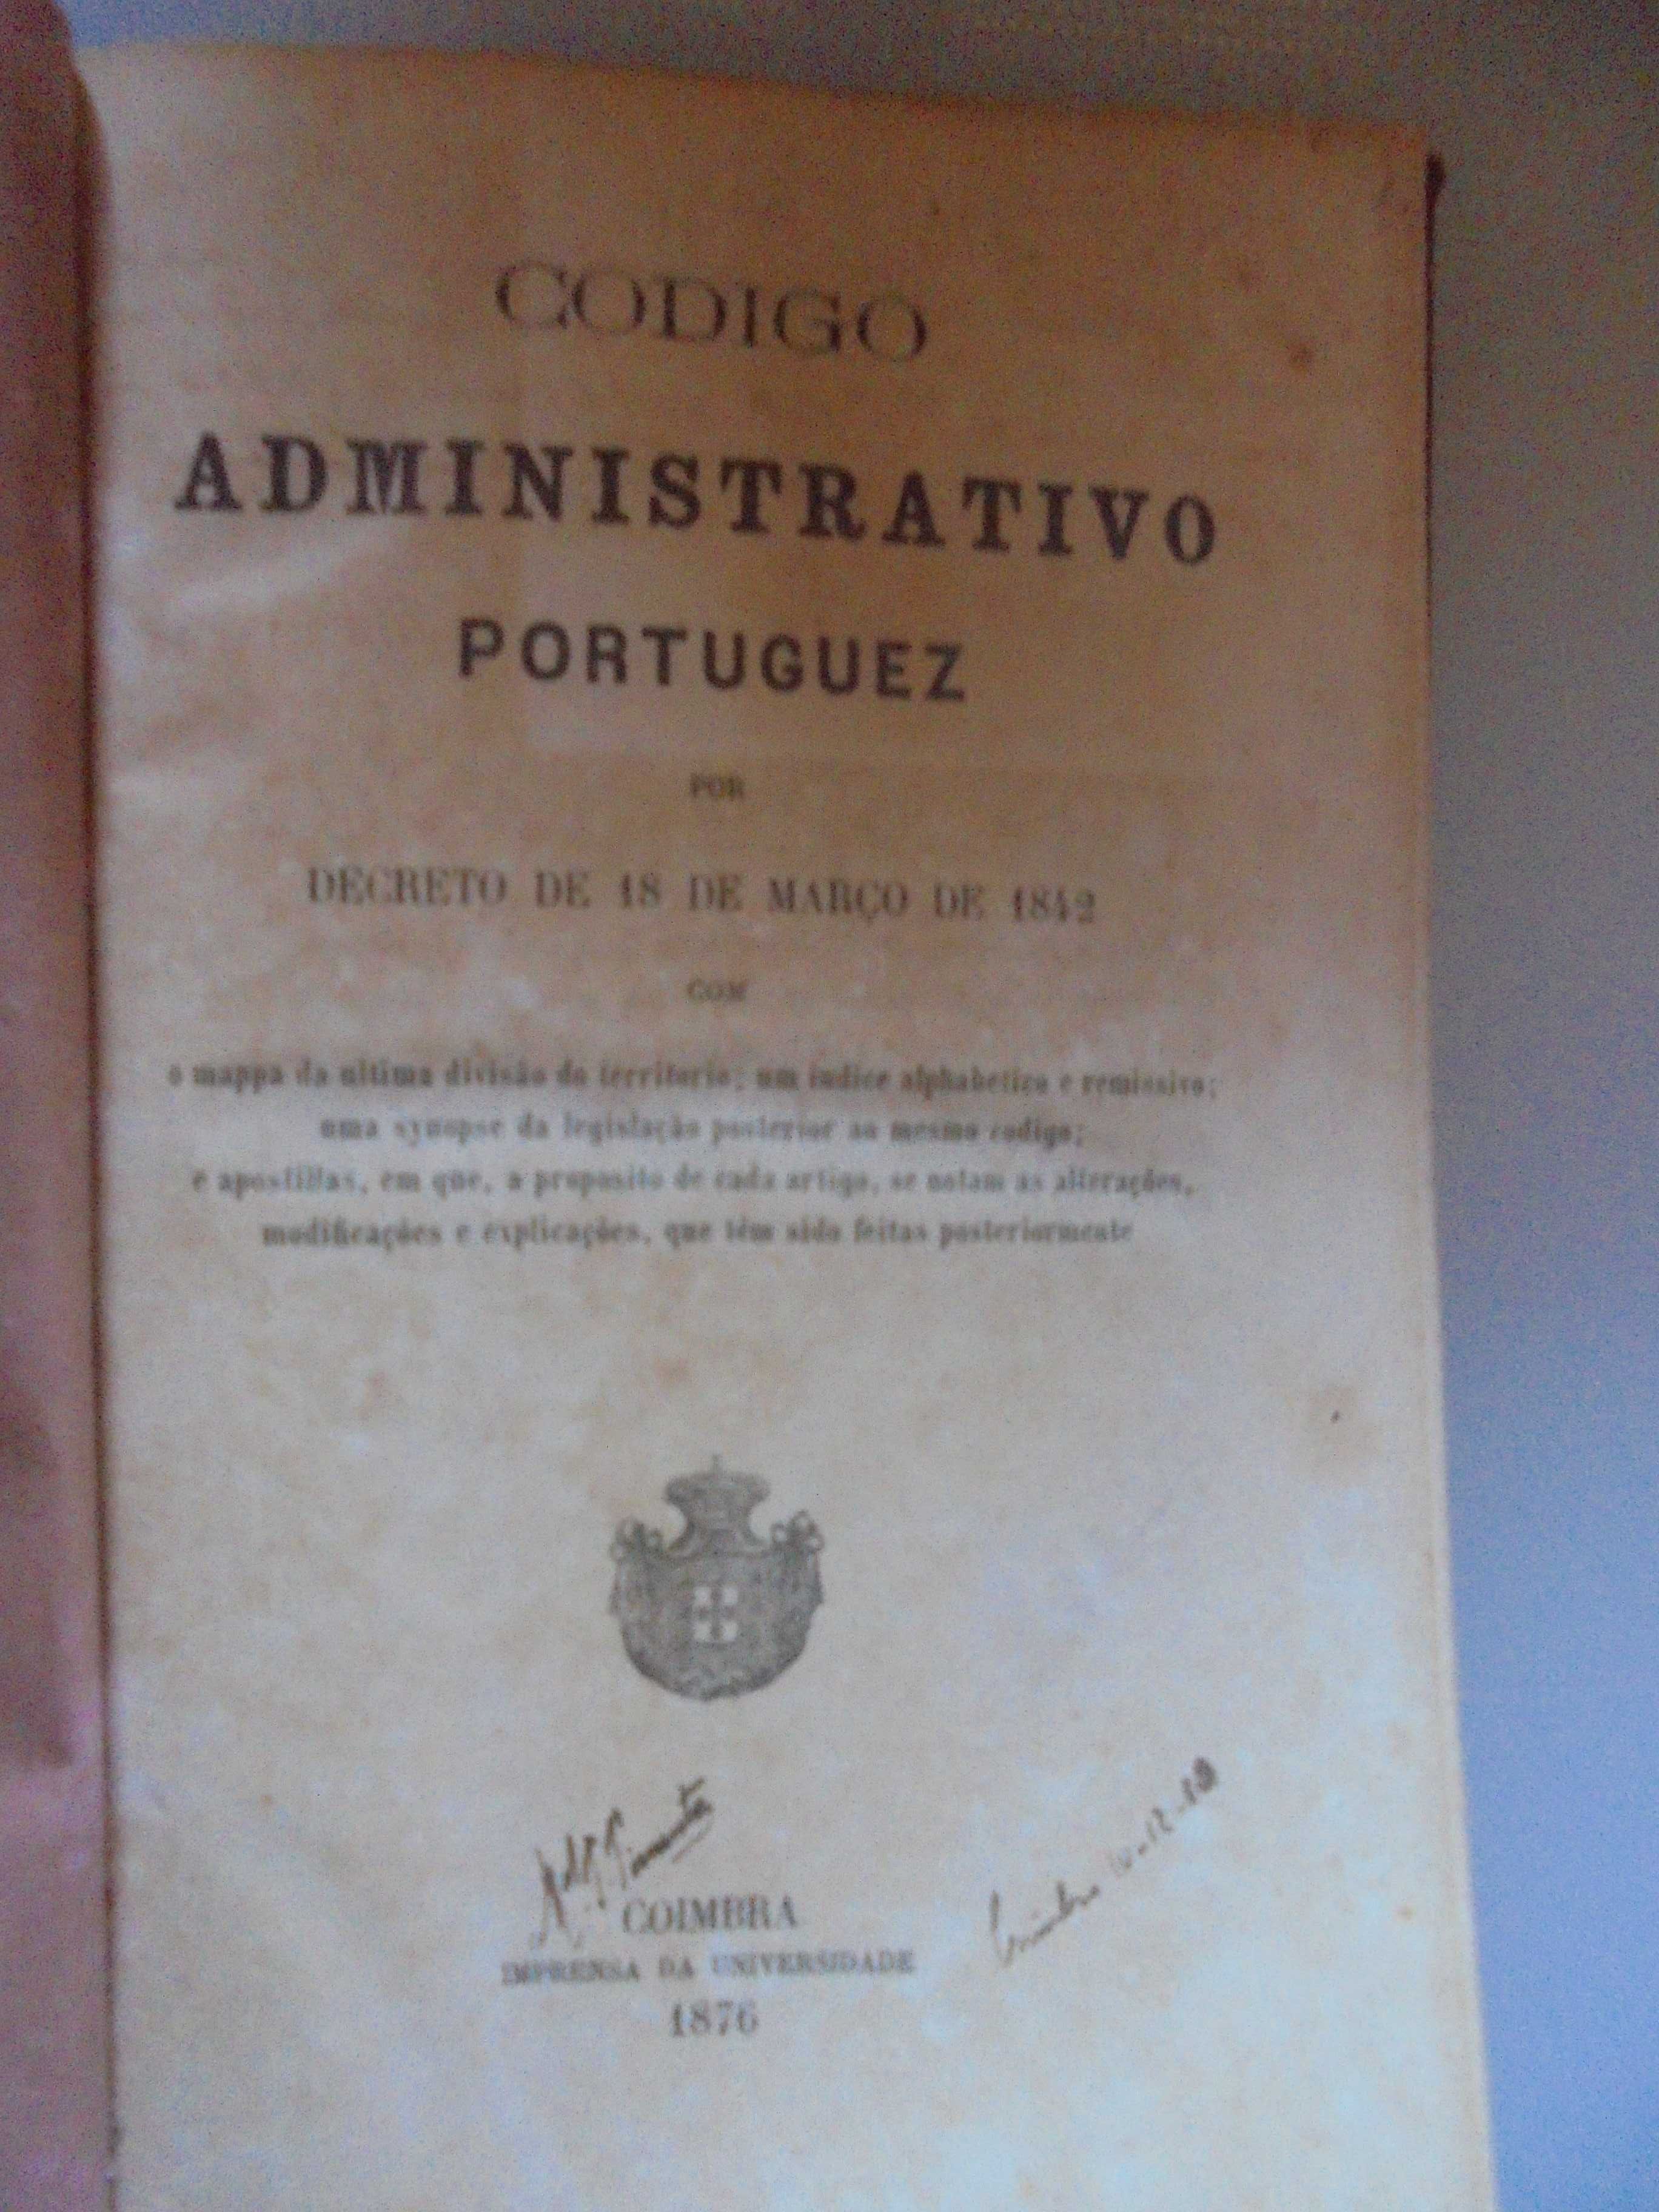 CODIGO
ADMINISTRATIVO
PORTUGUEZ
POR
DECRETO DE 18 DE MARÇO DE 1842
COM
o mappa da ultima divisão do territorio; um indice alphabetico e remissivo;
uma synopse da legislação posterior ao mesmo codigo;
e apostillas, em que, a proposito de cada artigo, se notam as alterações,
modificações e explicações, que têm sido feitas posteriormente
Pimenta
Coimbra
COIMBRA
IMPRENSA DA UNIVERSIDADE
1876